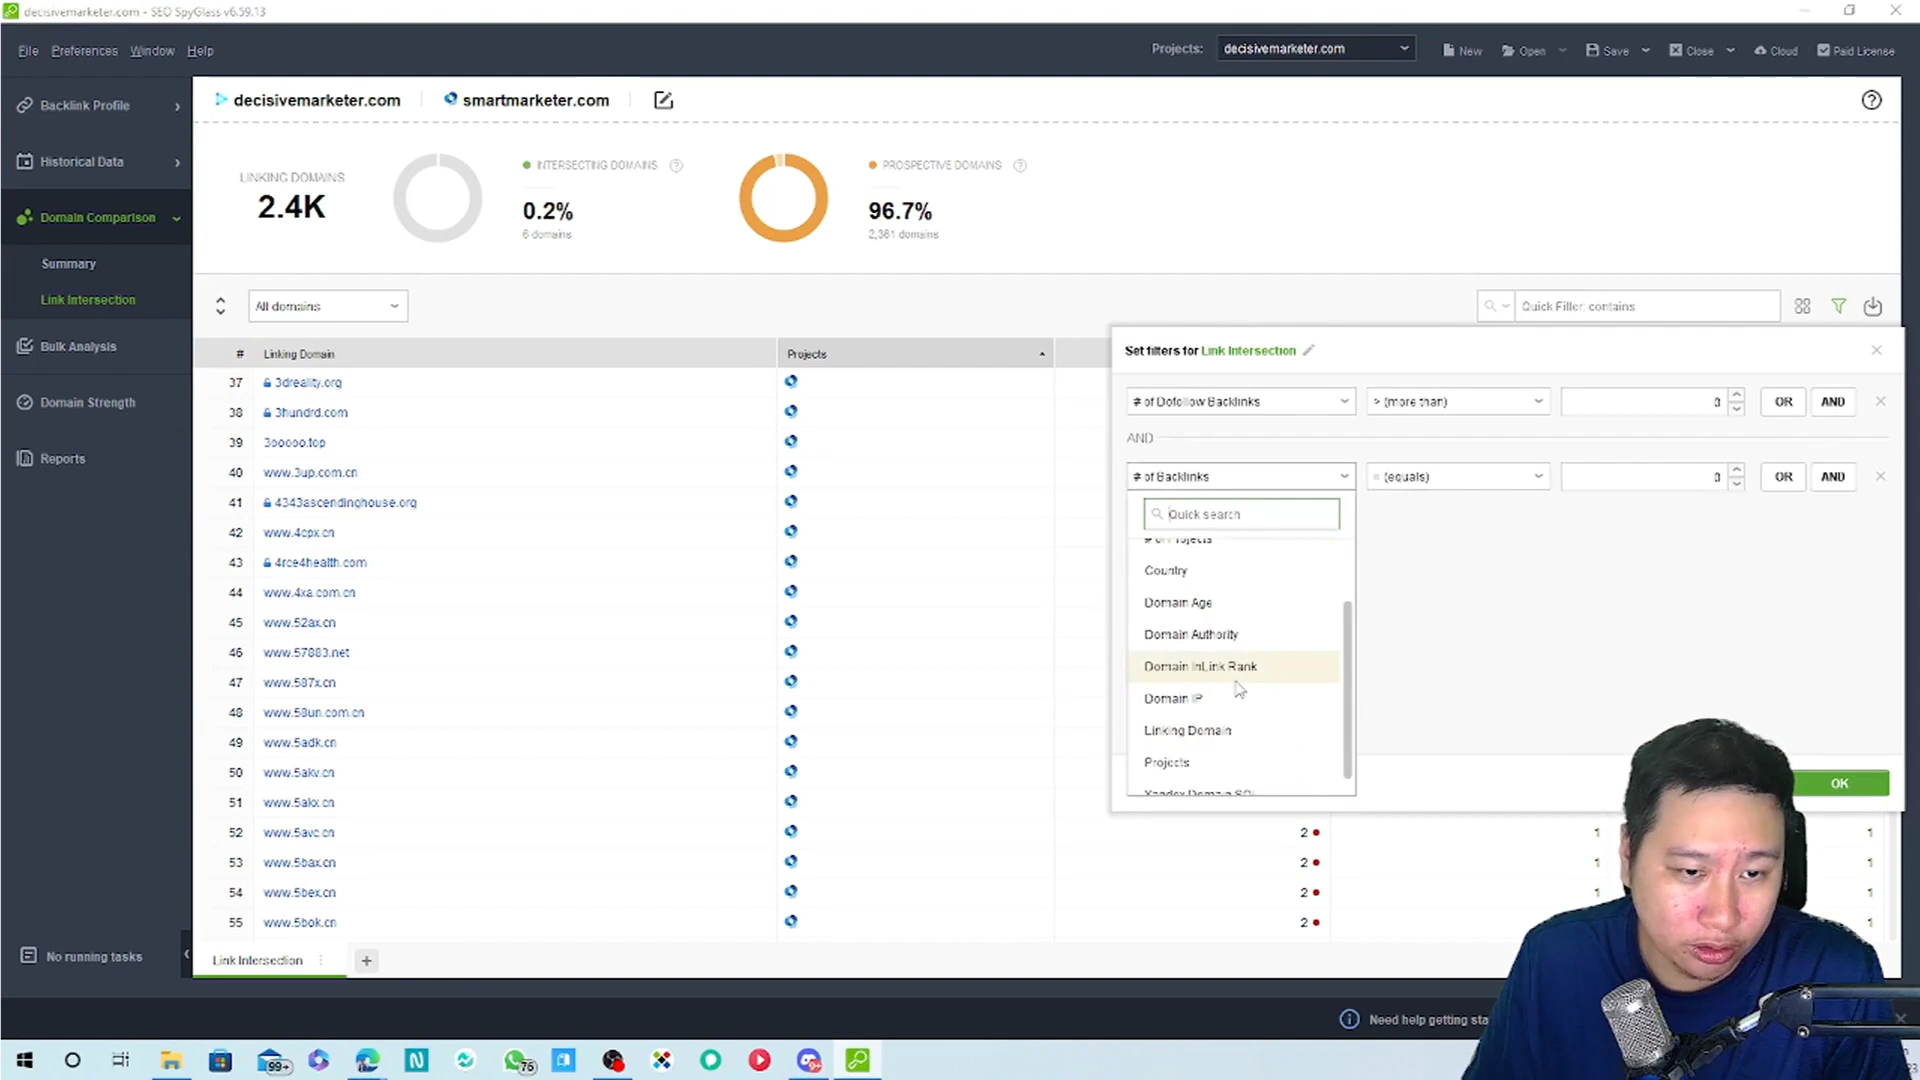 decisivemarketer.com - SEO SpyGlass v6.59.13
File Preferences Window Help
Projects: decisivemarketer.com New Open Save Close Cloud Paid License
Backlink Profile
Historical Data
Domain Comparison
Summary
Link Intersection
Bulk Analysis
Domain Strength
Reports
No running tasks
decisivemarketer.com smartmarketer.com
LINKING DOMAINS
2.4K
INTERSECTING DOMAINS
0.2%
6 domains
PROSPECTIVE DOMAINS
96.7%
2,361 domains
All domains
Quick Filter: contains
# Linking Domain Projects
37 3dreality.org
38 3hundrd.com
39 3ooooo.top
40 www.3up.com.cn
41 4343ascendinghouse.org
42 www.4cpx.cn
43 4rce4health.com
44 www.4xa.com.cn
45 www.52ax.cn
46 www.57883.net
47 www.587x.cn
48 www.58un.com.cn
49 www.5adk.cn
50 www.5akv.cn
51 www.5akx.cn
52 www.5avc.cn 2 1 1
53 www.5bax.cn 2 1 1
54 www.5bex.cn 2 1
55 www.5bok.cn 2 1
Set filters for Link Intersection
# of Dofollow Backlinks > (more than) 0 OR AND
AND
# of Backlinks = (equals) 0 OR AND
Quick search
# of Projects
Country
Domain Age
Domain Authority
Domain InLink Rank
Domain IP
Linking Domain
Projects
OK
Link Intersection
Need help getting
99+
76